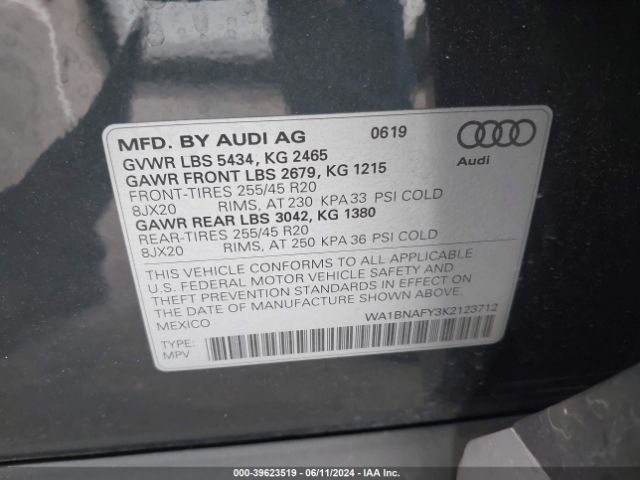 MFD. BY AUDI AG 0619
GVWR LBS 5434, KG 2465
GAWR FRONT LBS 2679, KG 1215
FRONT-TIRES 255/45 R20
8JX20 RIMS, AT 230 KPA 33 PSI COLD
GAWR REAR LBS 3042, KG 1380
REAR-TIRES 255/45 R20
8JX20 RIMS, AT 250 KPA 36 PSI COLD
Audi
THIS VEHICLE CONFORMS TO ALL APPLICABLE
U.S. FEDERAL MOTOR VEHICLE SAFETY AND
THEFT PREVENTION STANDARDS IN EFFECT ON
THE DATE OF MANUFACTURE SHOWN ABOVE.
MEXICO
WA1BNAFY3K2123712
TYPE:
MPV
000-39623519 - 06/11/2024 - IAA Inc.